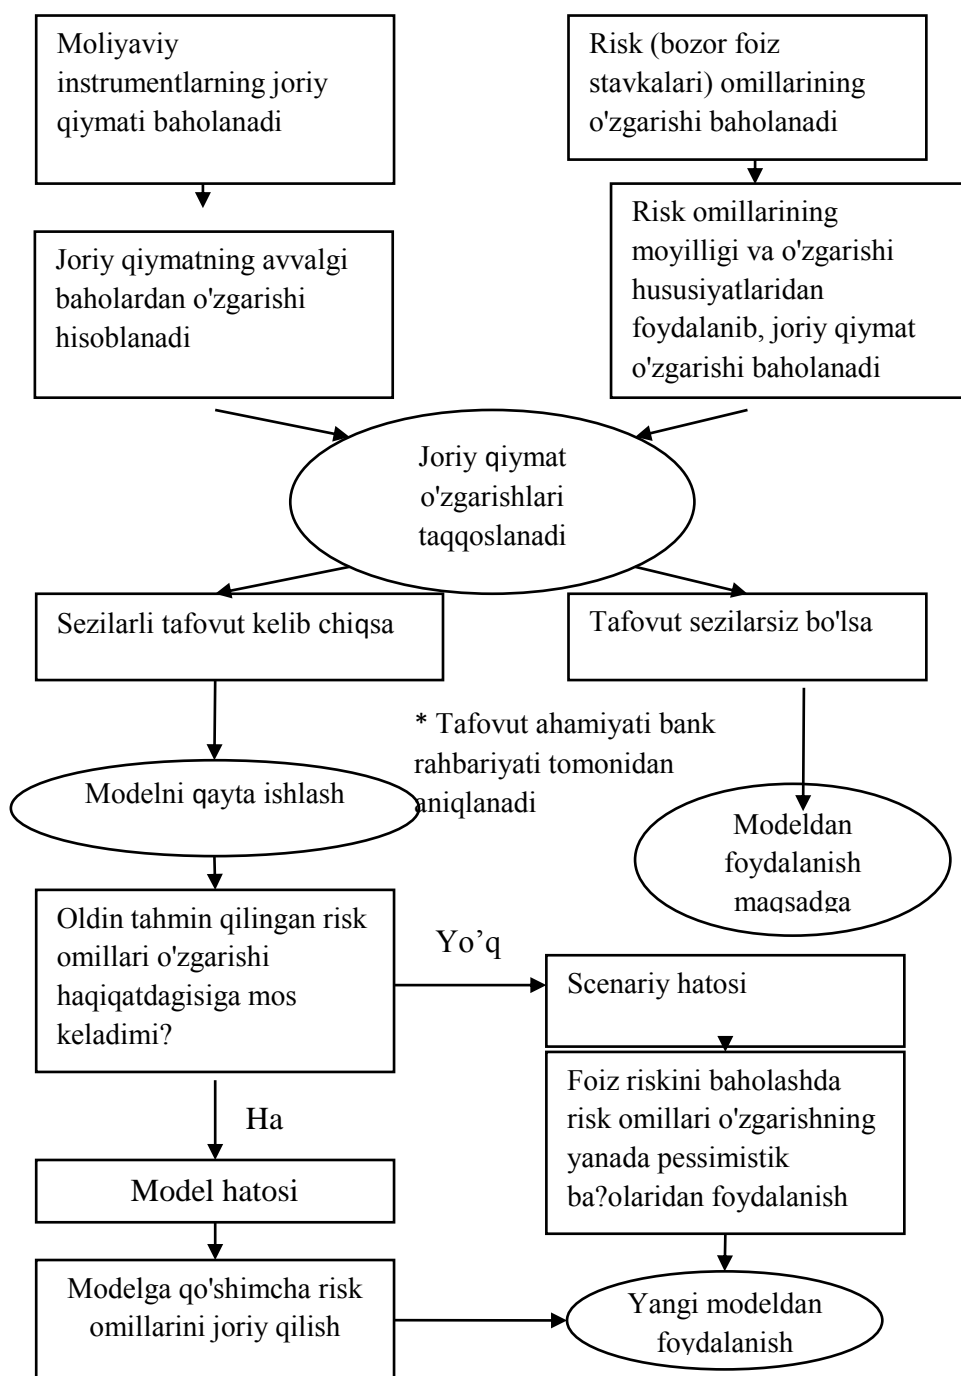 Moliyaviy
instrumentlarning joriy
qiymati baholanadi
Risk (bozor foiz
stavkalari) omillarining
o'zgarishi baholanadi
Joriy qiymatning avvalgi
baholardan o'zgarishi
hisoblanadi
Risk omillarining
moyilligi va o'zgarishi
hususiyatlaridan
foydalanib, joriy qiymat
o'zgarishi baholanadi
Joriy qiymat
o'zgarishlari
taqqoslanadi
Sezilarli tafovut kelib chiqsa
Tafovut sezilarsiz bo'lsa
* Tafovut ahamiyati bank
rahbariyati tomonidan
aniqlanadi
Modelni qayta ishlash
Modeldan
foydalanish
maqsadga
Oldin tahmin qilingan risk
omillari o'zgarishi
haqiqatdagisiga mos
keladimi?
Yo’q
Scenariy hatosi
Ha
Foiz riskini baholashda
risk omillari o'zgarishning
yanada pessimistik
ba?olaridan foydalanish
Model hatosi
Modelga qo'shimcha risk
omillarini joriy qilish
Yangi modeldan
foydalanish